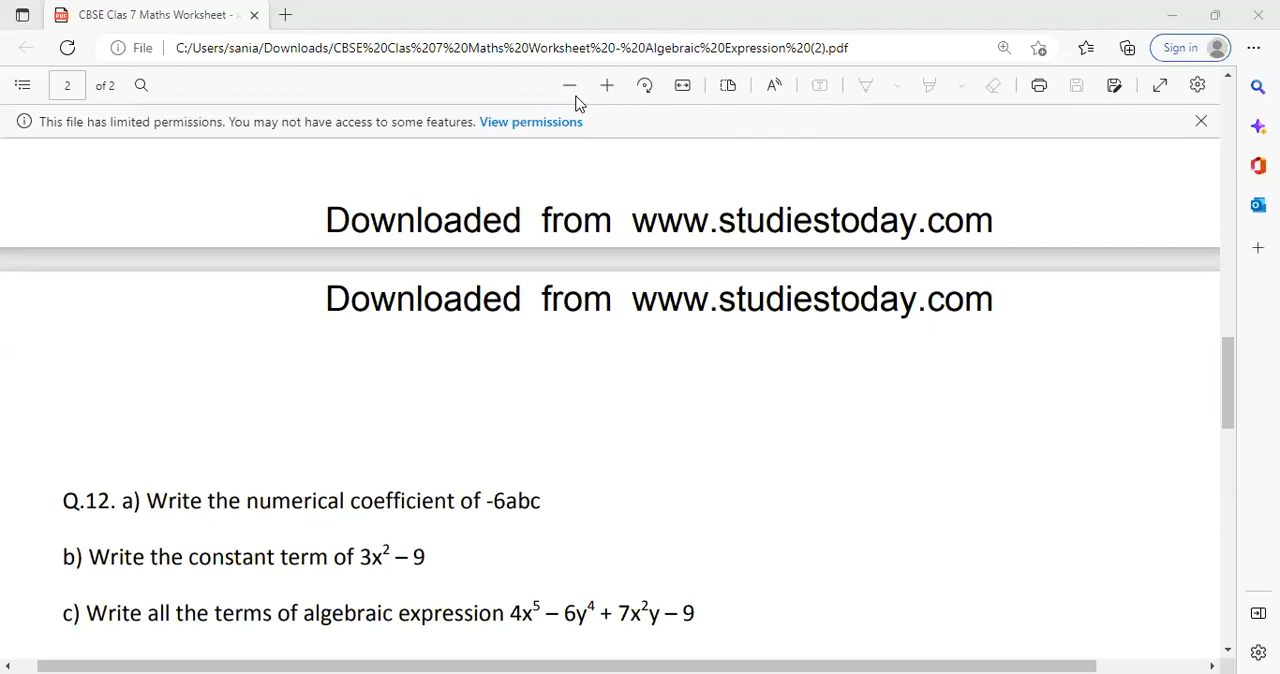 CBSE Clas 7 Maths Worksheet -
File
C:/Users/sania/Downloads/CBSE%20Clas%207%20Maths%20Worksheet%20-%20Algebraic%20Expression%20(2).pdf
Sign in
2 of 2
This file has limited permissions. You may not have access to some features. View permissions
Downloaded from www.studiestoday.com
Downloaded from www.studiestoday.com
Q.12. a) Write the numerical coefficient of -6abc
b) Write the constant term of 3x² – 9
c) Write all the terms of algebraic expression 4x⁵ – 6y⁴ + 7x²y – 9